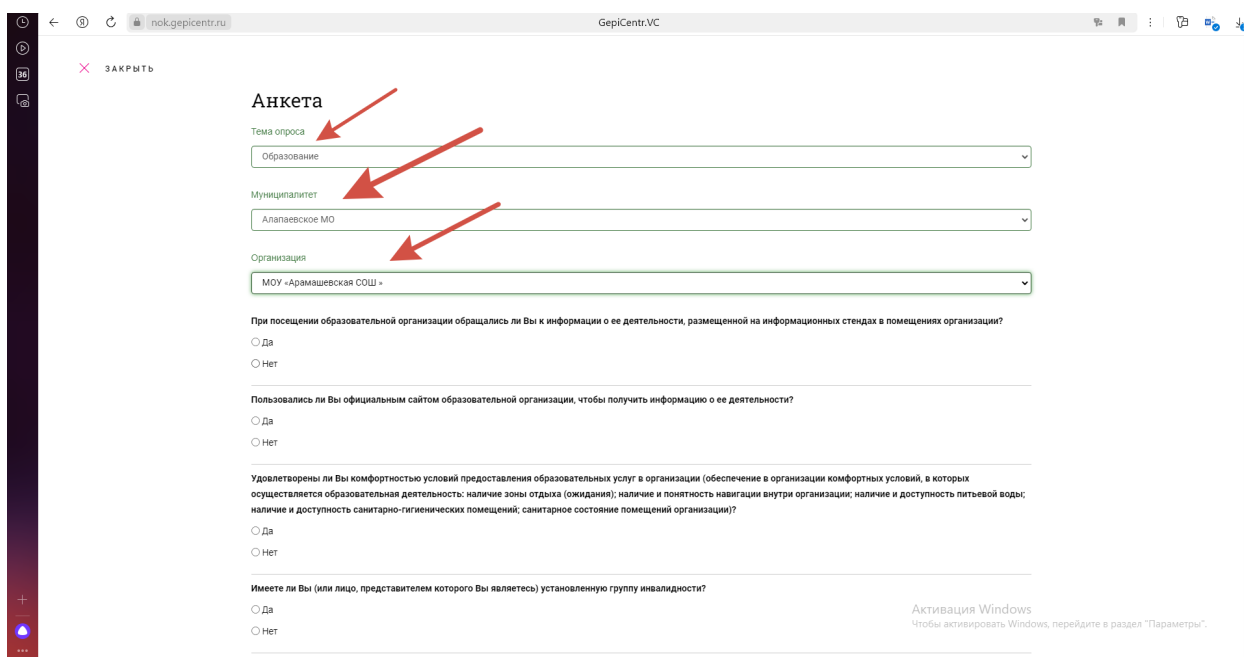 nok.gepicentr.ru
GepiCentr.VC
36
ЗАКРЫТЬ
Анкета
Тема опроса
Образование
Муниципалитет
Алапаевское МО
Организация
МОУ «Арамашевская СОШ »
При посещении образовательной организации обращались ли Вы к информации о ее деятельности, размещенной на информационных стендах в помещениях организации?
Да
Нет
Пользовались ли Вы официальным сайтом образовательной организации, чтобы получить информацию о ее деятельности?
Да
Нет
Удовлетворены ли Вы комфортностью условий предоставления образовательных услуг в организации (обеспечение в организации комфортных условий, в которых
осуществляется образовательная деятельность: наличие зоны отдыха (ожидания); наличие и понятность навигации внутри организации; наличие и доступность питьевой воды;
наличие и доступность санитарно-гигиенических помещений; санитарное состояние помещений организации)?
Да
Нет
Имеете ли Вы (или лицо, представителем которого Вы являетесь) установленную группу инвалидности?
Да
Нет
Активация Windows
Чтобы активировать Windows, перейдите в раздел "Параметры".